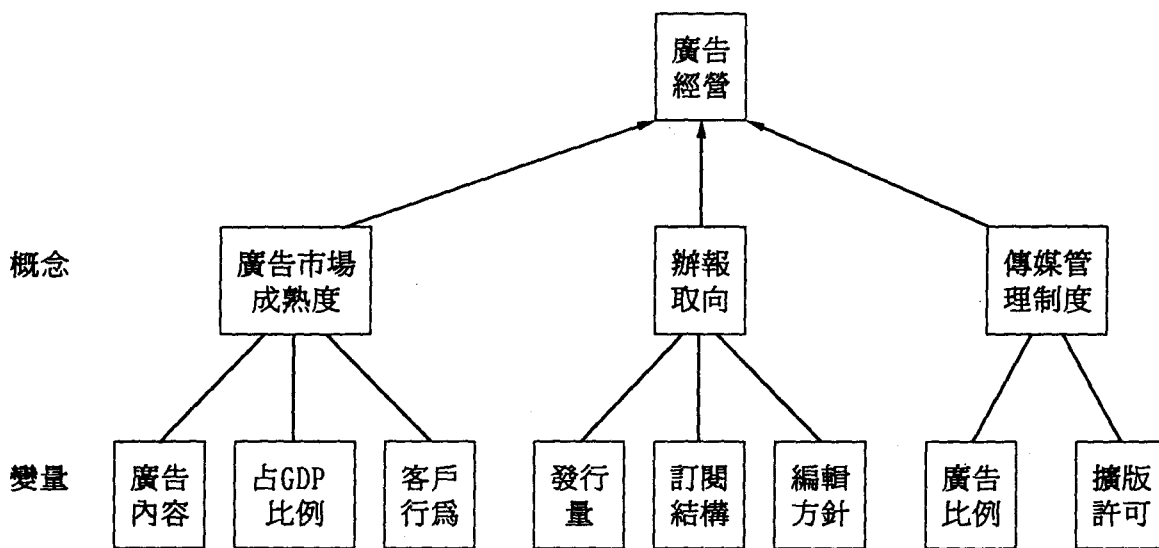 廣告
經營
概念
廣告市場
成熟度
辦報
取向
傳媒管
理制度
變量
廣告
內容
占GDP
比例
客戶
行爲
發行
量
訂閱
結構
編輯
方針
廣告
比例
擴版
許可